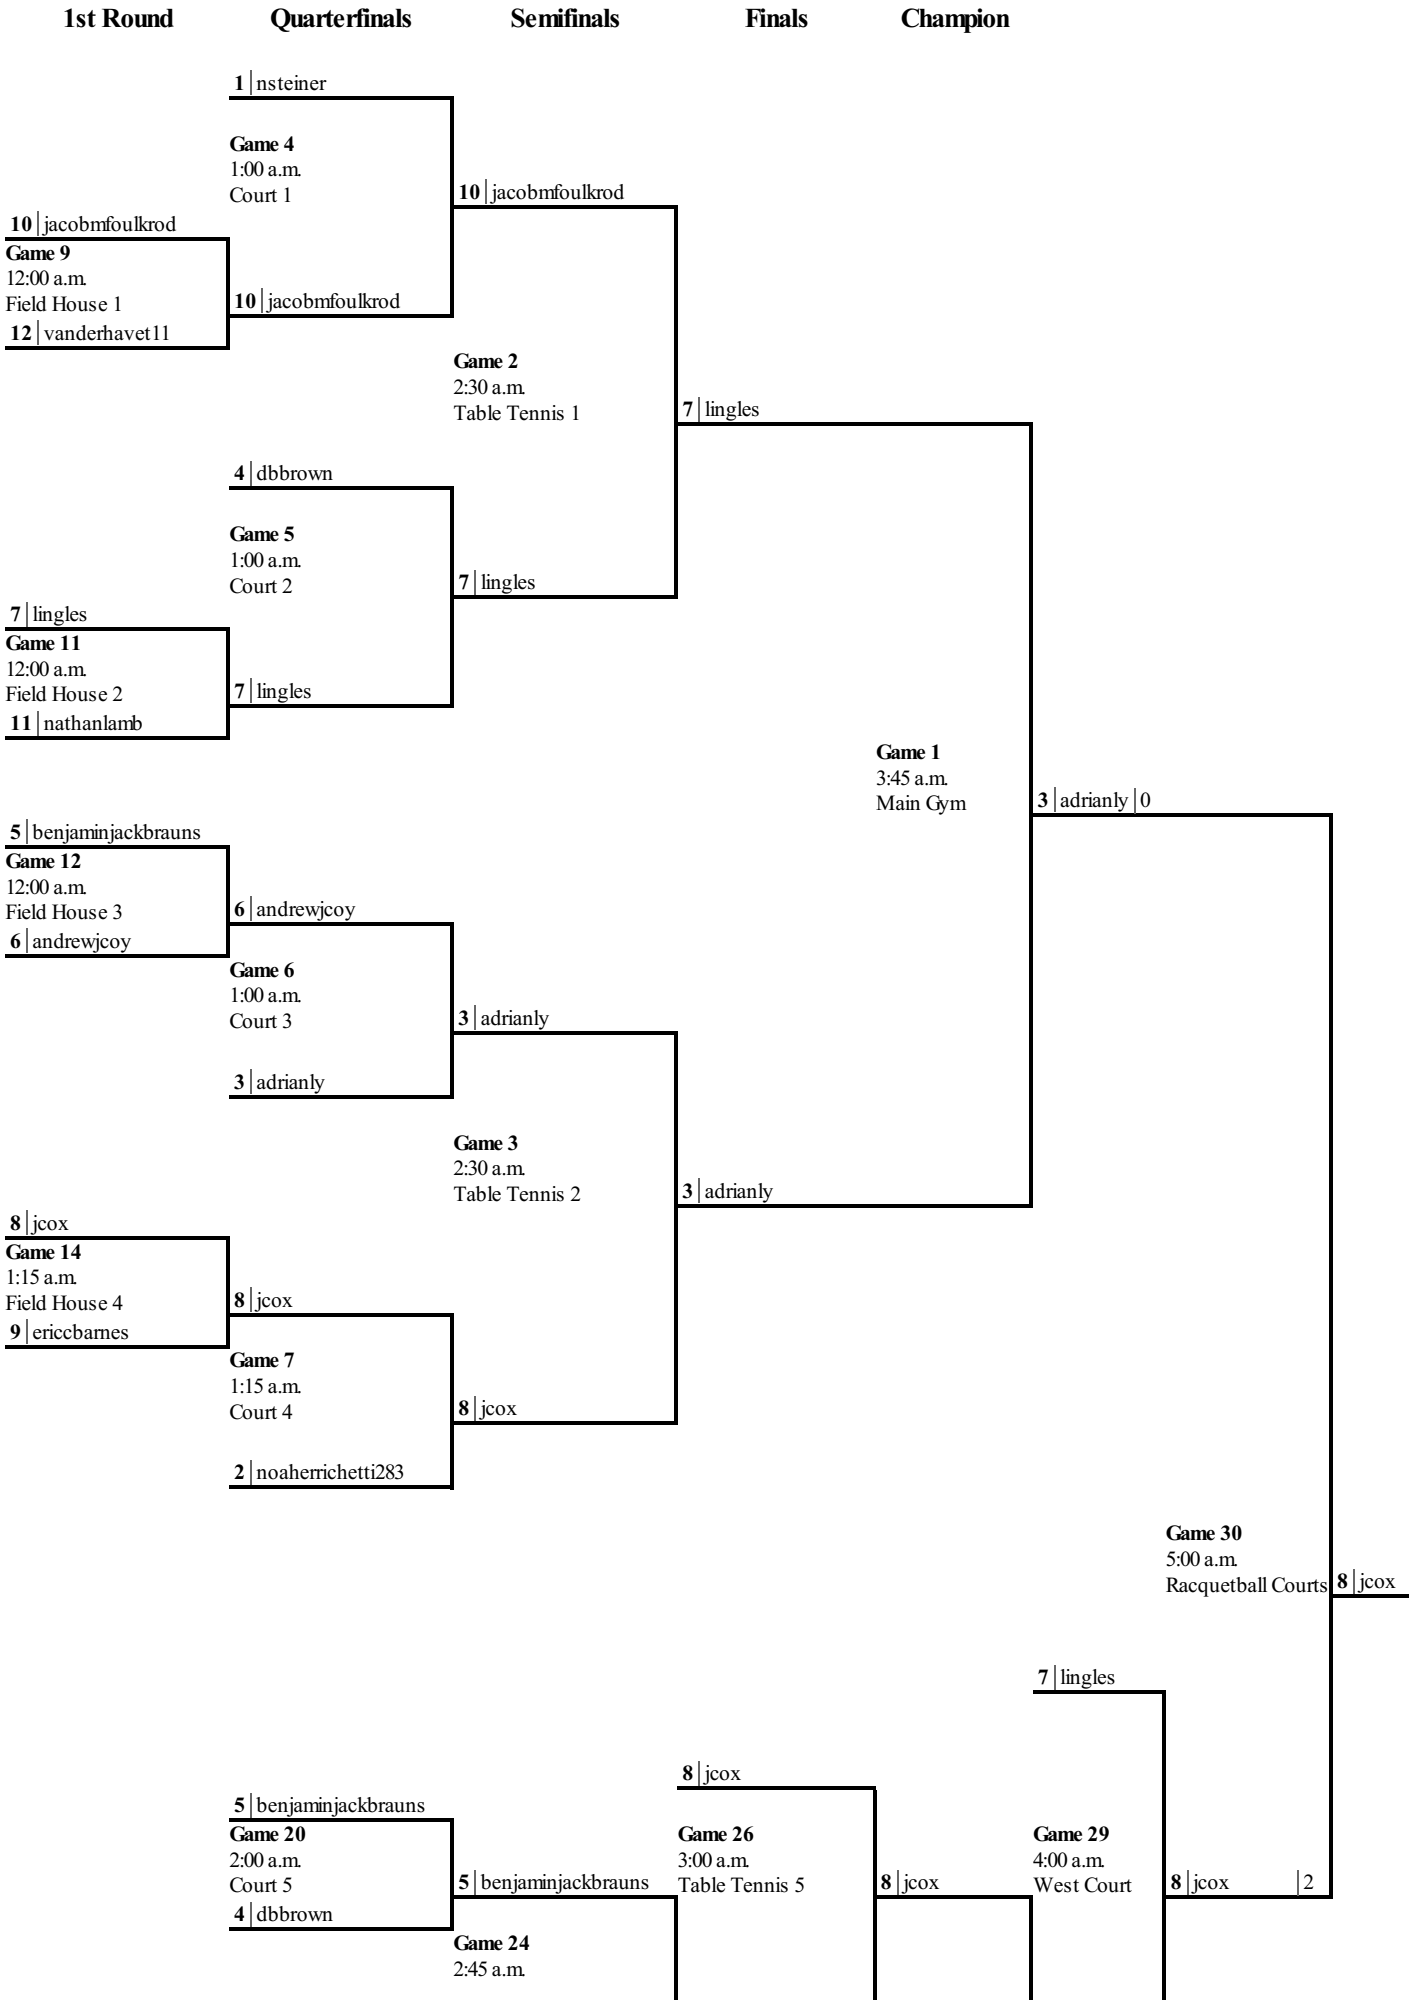 1st Round Quarterfinals Semifinals Finals Champion
1 nsteiner
Game 4
1:00 a.m.
Court 1
10 jacobmfoulkrod
10 jacobmfoulkrod
Game 9
12:00 a.m.
Field House 1
10 jacobmfoulkrod
12 vanderhavet11
Game 2
2:30 a.m.
Table Tennis 1
7 lingles
4 dbbrown
Game 5
1:00 a.m.
Court 2
7 lingles
7 lingles
Game 11
12:00 a.m.
Field House 2
7 lingles
11 nathanlamb
Game 1
3:45 a.m.
Main Gym
3 adrianly 0
5 benjaminjackbrauns
Game 12
12:00 a.m.
Field House 3
6 andrewjcoy
6 andrewjcoy
Game 6
1:00 a.m.
Court 3
3 adrianly
3 adrianly
Game 3
2:30 a.m.
Table Tennis 2
3 adrianly
8 jcox
Game 14
1:15 a.m.
Field House 4
8 jcox
9 ericcbarnes
Game 7
1:15 a.m.
Court 4
8 jcox
2 noaherrichetti283
Game 30
5:00 a.m.
Racquetball Courts
8 jcox
7 lingles
8 jcox
5 benjaminjackbrauns
Game 20
2:00 a.m.
Court 5
4 dbbrown
5 benjaminjackbrauns
Game 26
3:00 a.m.
Table Tennis 5
8 jcox
Game 29
4:00 a.m.
West Court
8 jcox 2
Game 24
2:45 a.m.